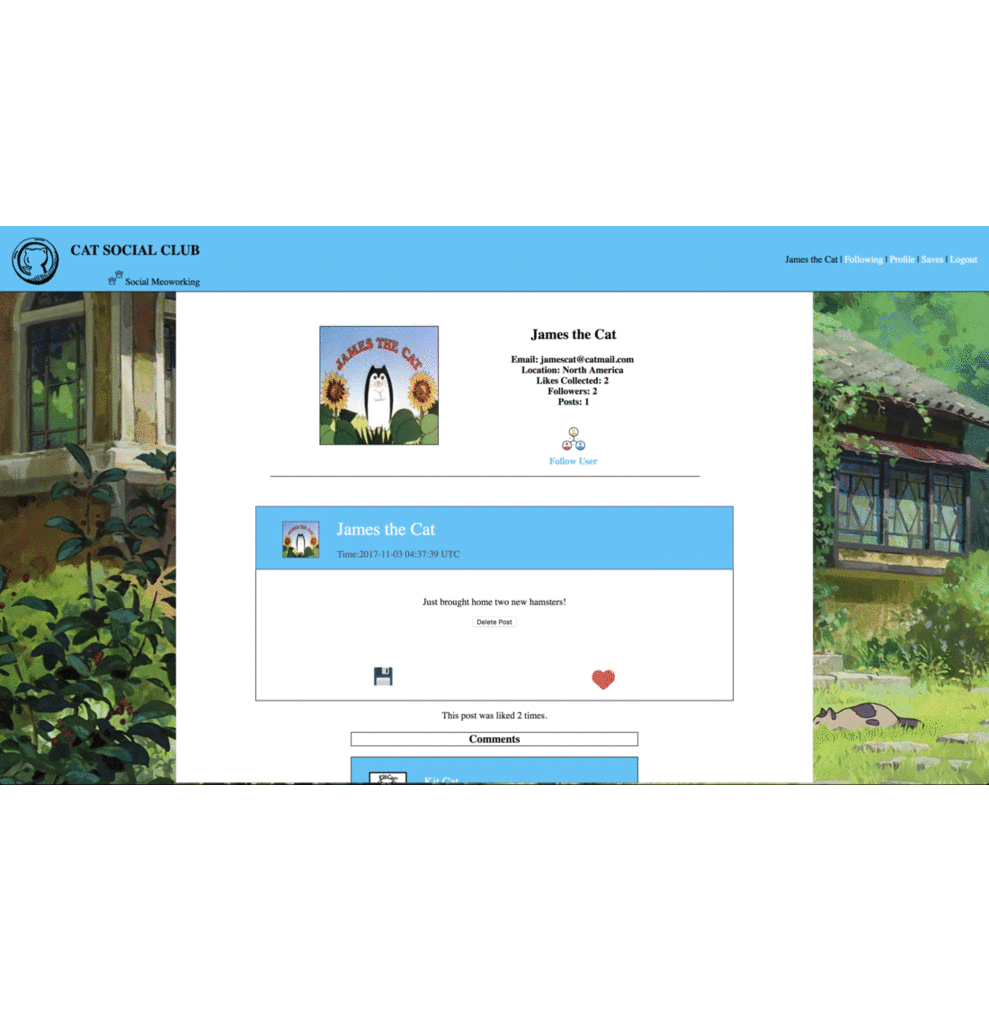 CAT SOCIAL CLUB
Social Meoworking
James the Cat | Following | Profile | Saves | Logout
JAMES THE CAT
James the Cat
Email: jamescat@catmail.com
Location: North America
Likes Collected: 2
Followers: 2
Posts: 1
Follow User
JAMES THE CAT
James the Cat
Time:2017-11-03 04:37:39 UTC
Just brought home two new hamsters!
Delete Post
This post was liked 2 times.
Comments
Kit Cat